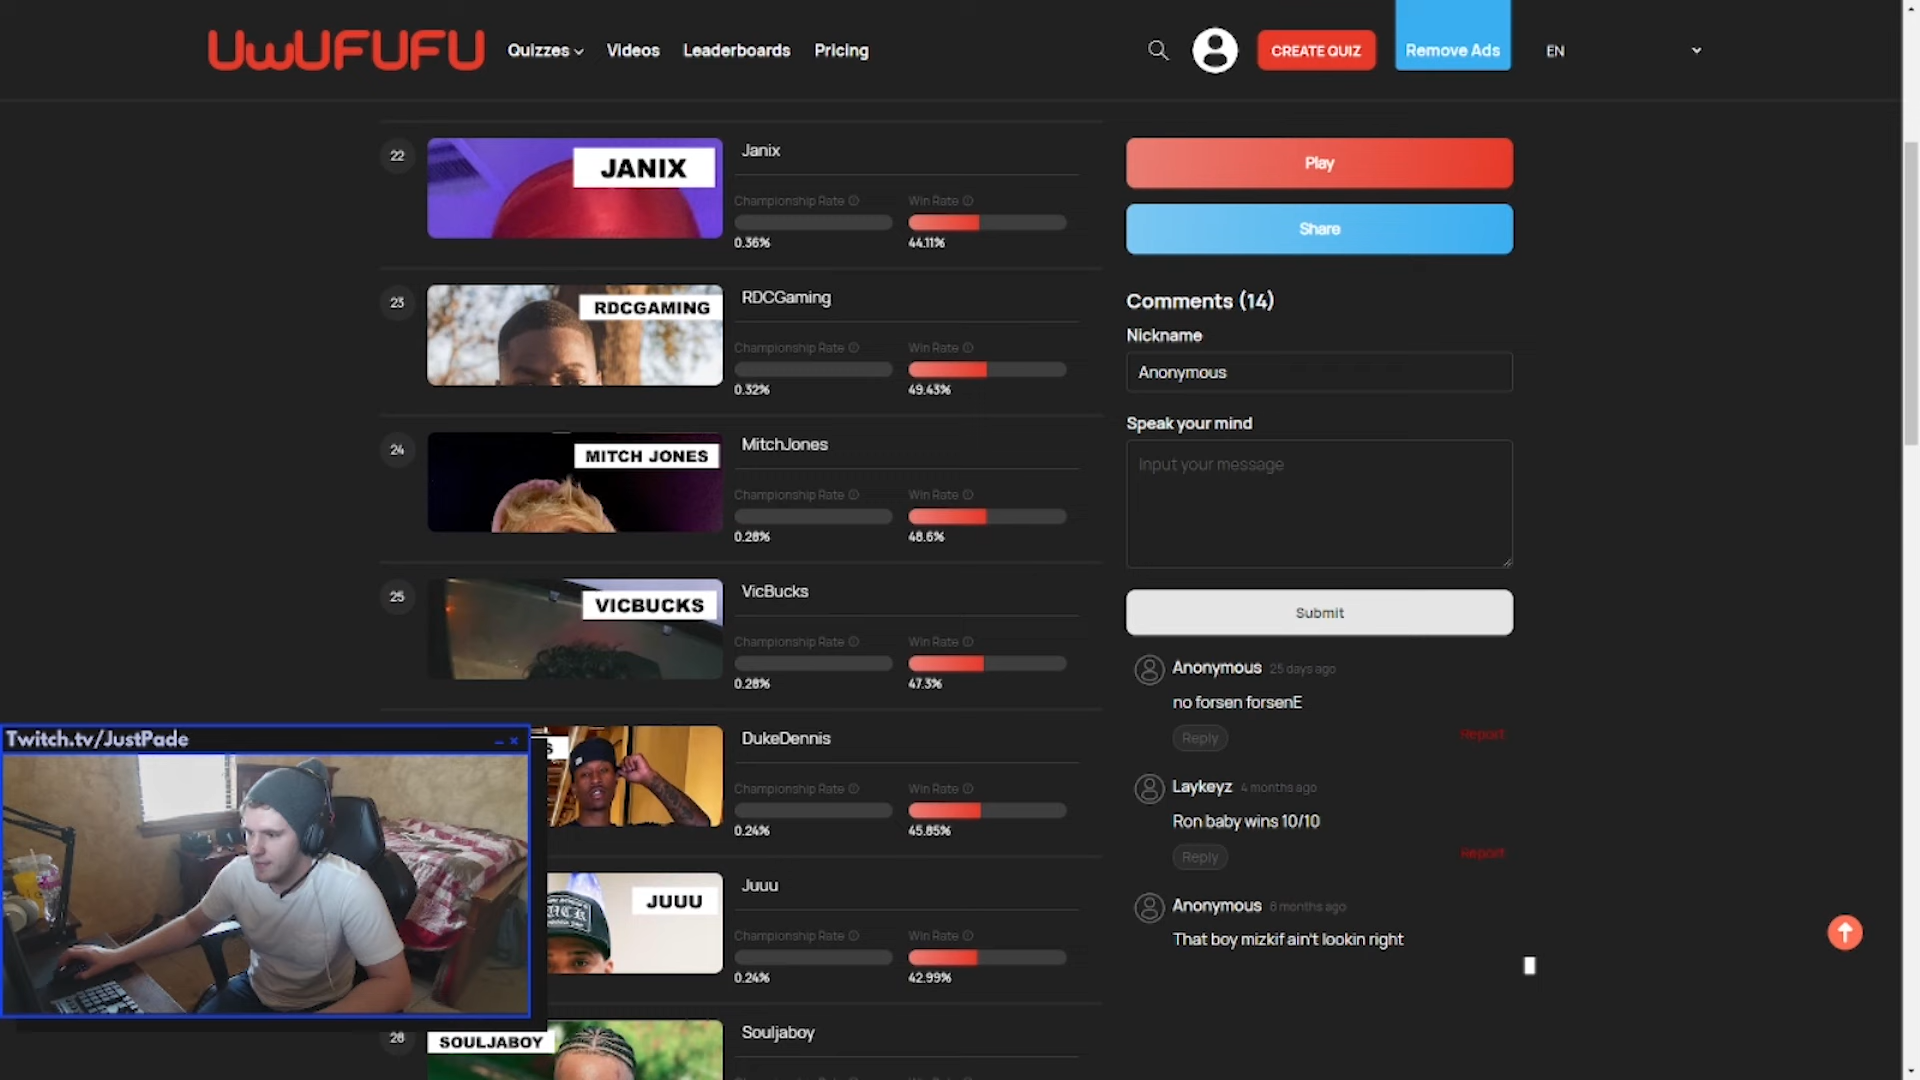 UwUFUFU
Quizzes
Videos
Leaderboards
Pricing
CREATE QUIZ
Remove Ads
EN
22
JANIX
Janix
Championship Rate
Win Rate
0.36%
44.11%
23
RDCGAMING
RDCGaming
Championship Rate
Win Rate
0.32%
49.43%
24
MITCH JONES
MitchJones
Championship Rate
Win Rate
0.28%
48.6%
25
VICBUCKS
VicBucks
Championship Rate
Win Rate
0.28%
47.3%
S
DukeDennis
Championship Rate
Win Rate
0.24%
45.85%
JUUU
Juuu
Championship Rate
Win Rate
0.24%
42.99%
28
SOULJABOY
Souljaboy
Play
Share
Comments (14)
Nickname
Anonymous
Speak your mind
Input your message
Submit
Anonymous 25 days ago
no forsen forsenE
Reply
Report
Laykeyz 4 months ago
Ron baby wins 10/10
Reply
Report
Anonymous 8 months ago
That boy mizkif ain't lookin right
Twitch.tv/JustPade